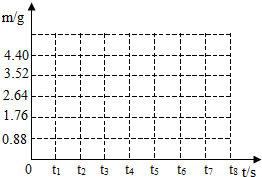 m/g
4.40
3.52
2.64
1.76
0.88
0 t₁ t₂ t₃ t₄ t₅ t₆ t₇ t₈ t/s